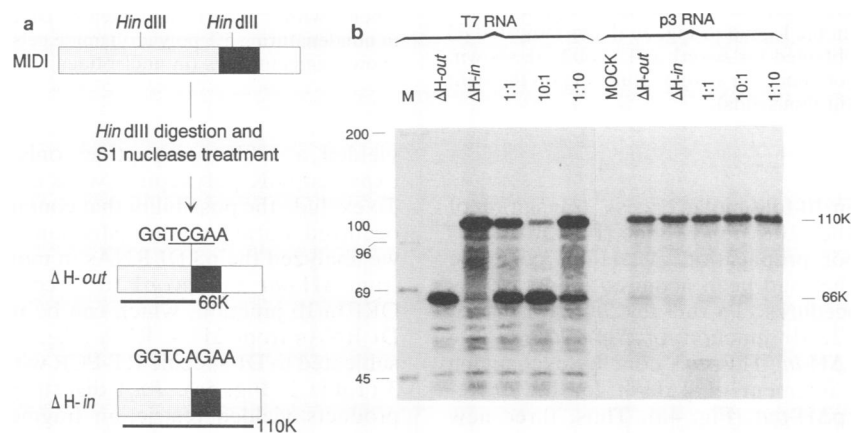 a
Hin dIII Hin dIII
MIDI
Hin dIII digestion and
S1 nuclease treatment
GGTCGAA
ΔH-out
66K
GGTCAGAA
ΔH-in
110K
b
T7 RNA p3 RNA
M ΔH-out ΔH-in 1:1 10:1 1:10 MOCK ΔH-out ΔH-in 1:1 10:1 1:10
200
100
96
69
45
110K
66K